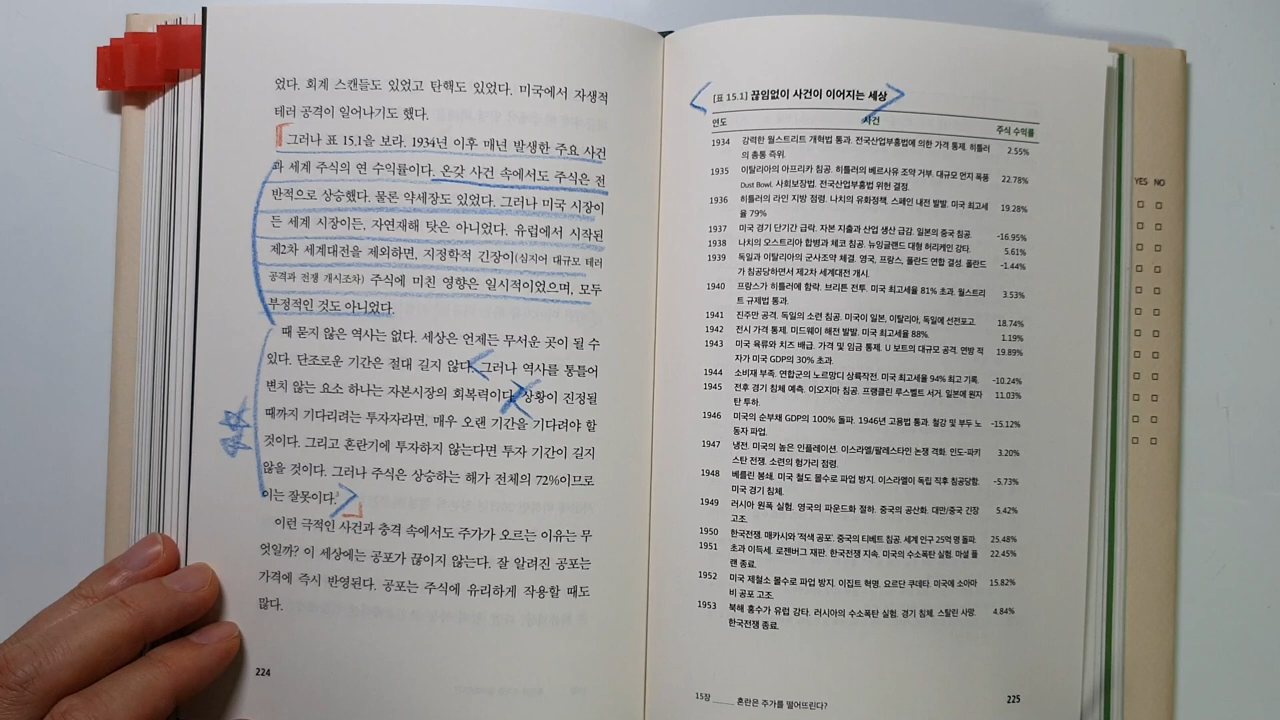 었다. 회계 스캔들도 있었고 탄핵도 있었다. 미국에서 자생적
테러 공격이 일어나기도 했다.
그러나 표 15.1을 보라. 1934년 이후 매년 발생한 주요 사건
과 세계 주식의 연 수익률이다. 온갖 사건 속에서도 주식은 전
반적으로 상승했다. 물론 약세장도 있었다. 그러나 미국 시장이
든 세계 시장이든, 자연재해 탓은 아니었다. 유럽에서 시작된
제2차 세계대전을 제외하면, 지정학적 긴장이(심지어 대규모 테러
공격과 전쟁 개시조차) 주식에 미친 영향은 일시적이었으며, 모두
부정적인 것도 아니었다.
때 묻지 않은 역사는 없다. 세상은 언제든 무서운 곳이 될 수
있다. 단조로운 기간은 절대 길지 않다. 그러나 역사를 통틀어
변치 않는 요소 하나는 자본시장의 회복력이다. 상황이 진정될
때까지 기다리려는 투자자라면, 매우 오랜 기간을 기다려야 할
것이다. 그리고 혼란기에 투자하지 않는다면 투자 기간이 길지
않을 것이다. 그러나 주식은 상승하는 해가 전체의 72%이므로
이는 잘못이다.
이런 극적인 사건과 충격 속에서도 주가가 오르는 이유는 무
엇일까? 이 세상에는 공포가 끊이지 않는다. 잘 알려진 공포는
가격에 즉시 반영된다. 공포는 주식에 유리하게 작용할 때도
많다.
224
[표 15.1] 끊임없이 사건이 이어지는 세상
연도 사건 주식 수익률
1934 강력한 월스트리트 개혁법 통과. 전국산업부흥법에 의한 가격 통제. 히틀러 2.55%
의 총통 즉위.
1935 이탈리아의 아프리카 침공. 히틀러의 베르사유 조약 거부. 대규모 먼지 폭풍 22.78%
Dust Bowl. 사회보장법. 전국산업부흥법 위헌 결정.
1936 히틀러의 라인 지방 점령. 나치의 유화정책. 스페인 내전 발발. 미국 최고세 19.28%
율 79%
1937 미국 경기 단기간 급락. 자본 지출과 산업 생산 급감. 일본의 중국 침공. -16.95%
1938 나치의 오스트리아 합병과 체코 침공. 뉴잉글랜드 대형 허리케인 강타. 5.61%
1939 독일과 이탈리아의 군사조약 체결. 영국, 프랑스, 폴란드 연합 결성. 폴란드 -1.44%
가 침공당하면서 제2차 세계대전 개시.
1940 프랑스가 히틀러에 함락. 브리튼 전투. 미국 최고세율 81% 초과. 월스트리 3.53%
트 규제법 통과.
1941 진주만 공격. 독일의 소련 침공. 미국이 일본, 이탈리아, 독일에 선전포고. 18.74%
1942 전시 가격 통제. 미드웨이 해전 발발. 미국 최고세율 88%. 1.19%
1943 미국 육류와 치즈 배급. 가격 및 임금 통제. U 보트의 대규모 공격. 연방 적 19.89%
자가 미국 GDP의 30% 초과.
1944 소비재 부족. 연합군의 노르망디 상륙작전. 미국 최고세율 94% 최고 기록. -10.24%
1945 전후 경기 침체 예측. 이오지마 침공. 프랭클린 루스벨트 서거. 일본에 원자 11.03%
탄 투하.
1946 미국의 순부채 GDP의 100% 돌파. 1946년 고용법 통과. 철강 및 부두 노 -15.12%
동자 파업.
1947 냉전. 미국의 높은 인플레이션. 이스라엘/팔레스타인 논쟁 격화. 인도-파키 3.20%
스탄 전쟁. 소련의 헝가리 점령.
1948 베를린 봉쇄. 미국 철도 몰수로 파업 방지. 이스라엘이 독립 직후 침공당함. -5.73%
미국 경기 침체.
1949 러시아 원폭 실험. 영국의 파운드화 절하. 중국의 공산화. 대만/중국 긴장 5.42%
고조.
1950 한국전쟁. 매카시와 '적색 공포'. 중국의 티베트 침공. 세계 인구 25억 명 돌파. 25.48%
1951 초과 이득세. 로젠버그 재판. 한국전쟁 지속. 미국의 수소폭탄 실험. 마셜 플 22.45%
랜 종료.
1952 미국 제철소 몰수로 파업 방지. 이집트 혁명. 요르단 쿠데타. 미국에 소아마 15.82%
비 공포 고조.
1953 북해 홍수가 유럽 강타. 러시아의 수소폭탄 실험. 경기 침체. 스탈린 사망. 4.84%
한국전쟁 종료.
15장 혼란은 주가를 떨어뜨린다? 225
YES NO